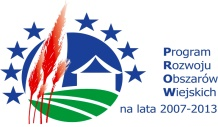 Program
Rozwoju
Obszarów
Wiejskich
na lata 2007-2013